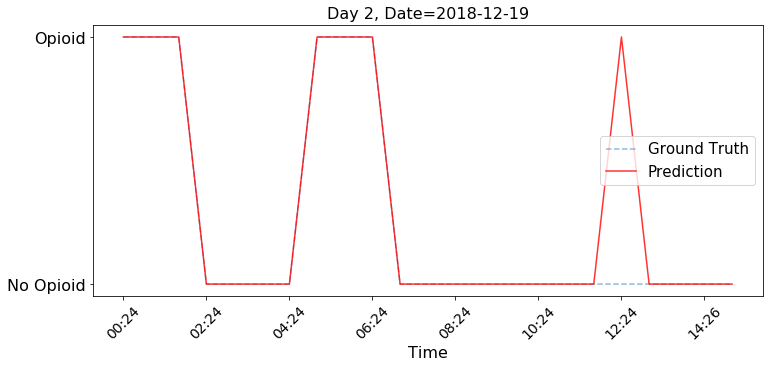 Day 2, Date=2018-12-19
Opioid
No Opioid
Ground Truth
Prediction
00:24
02:24
04:24
06:24
08:24
10:24
12:24
14:26
Time